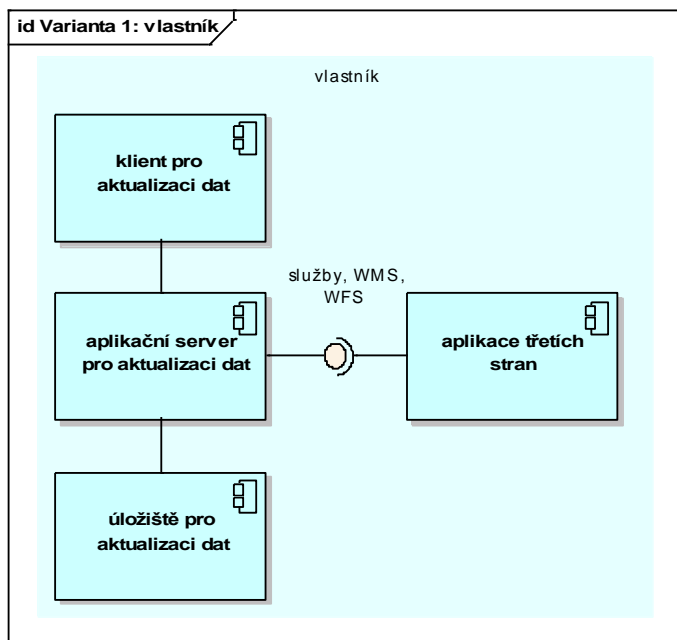 id Varianta 1: vlastník
vlastník
klient pro
aktualizaci dat
služby, WMS,
WFS
aplikační server
pro aktualizaci dat
aplikace třetích
stran
úložiště pro
aktualizaci dat